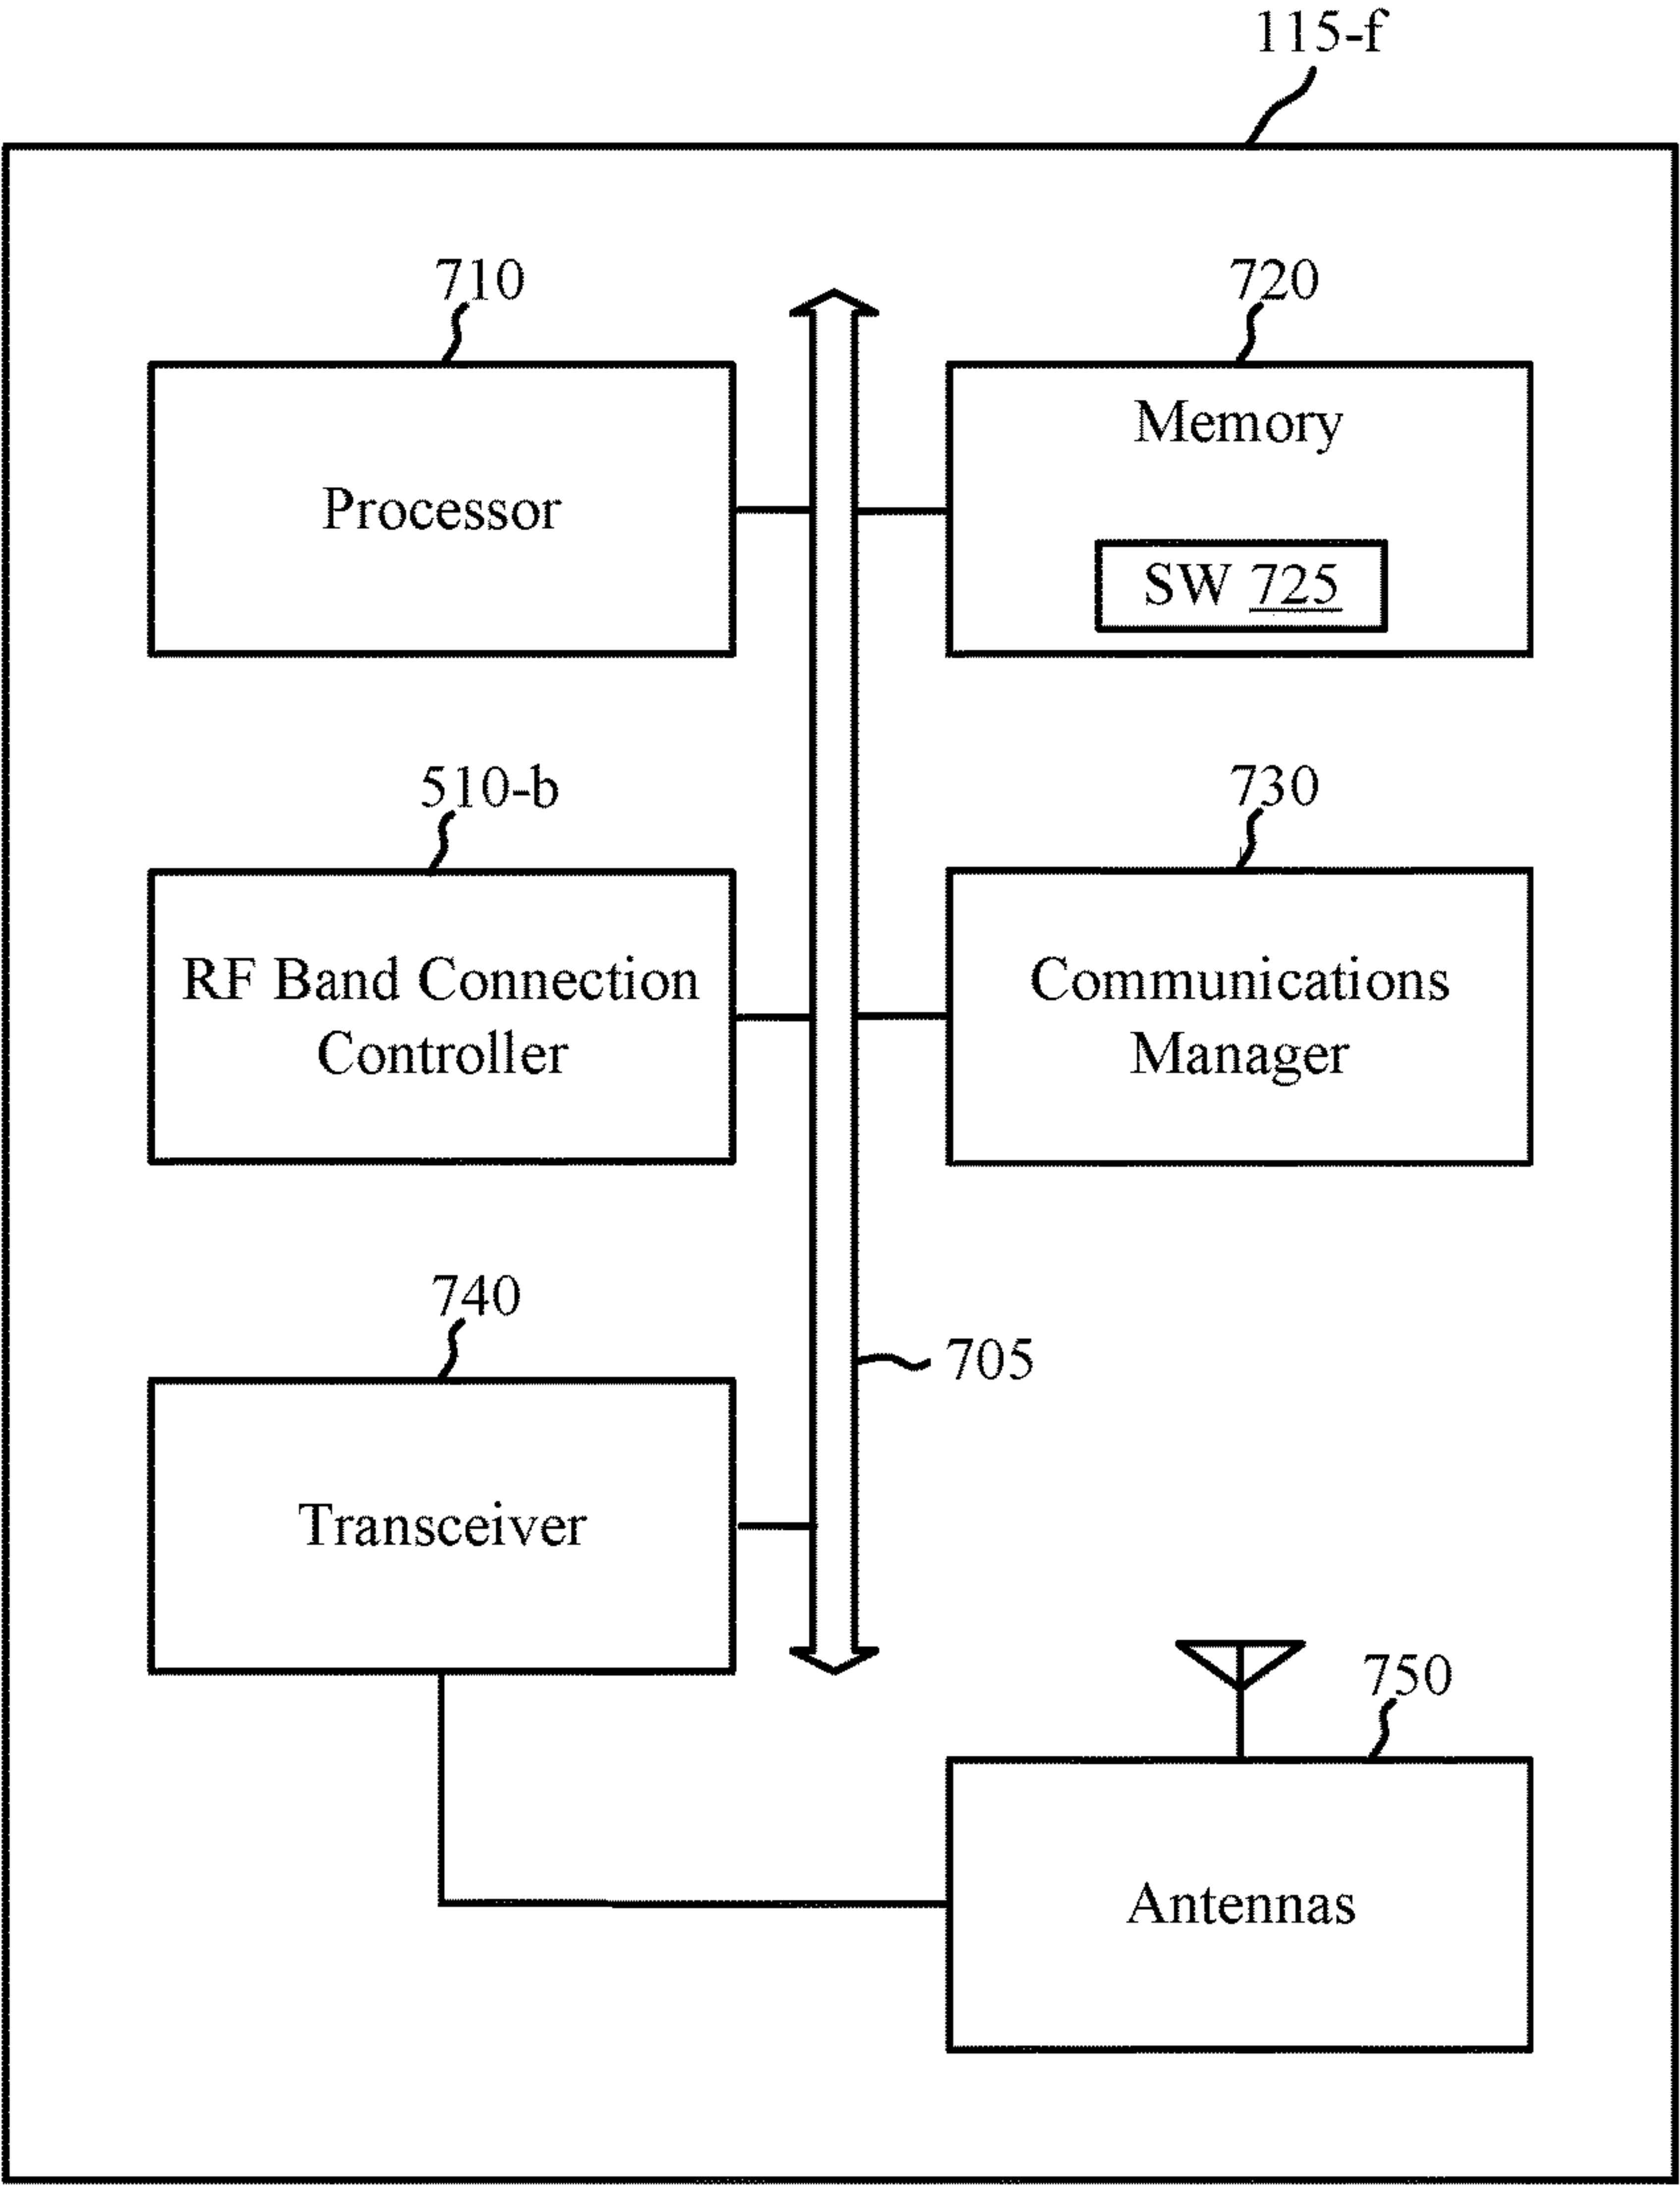 115-f
710
720
Processor
Memory
SW 725
510-b
730
RF Band Connection
Controller
Communications
Manager
740
705
Transceiver
750
Antennas